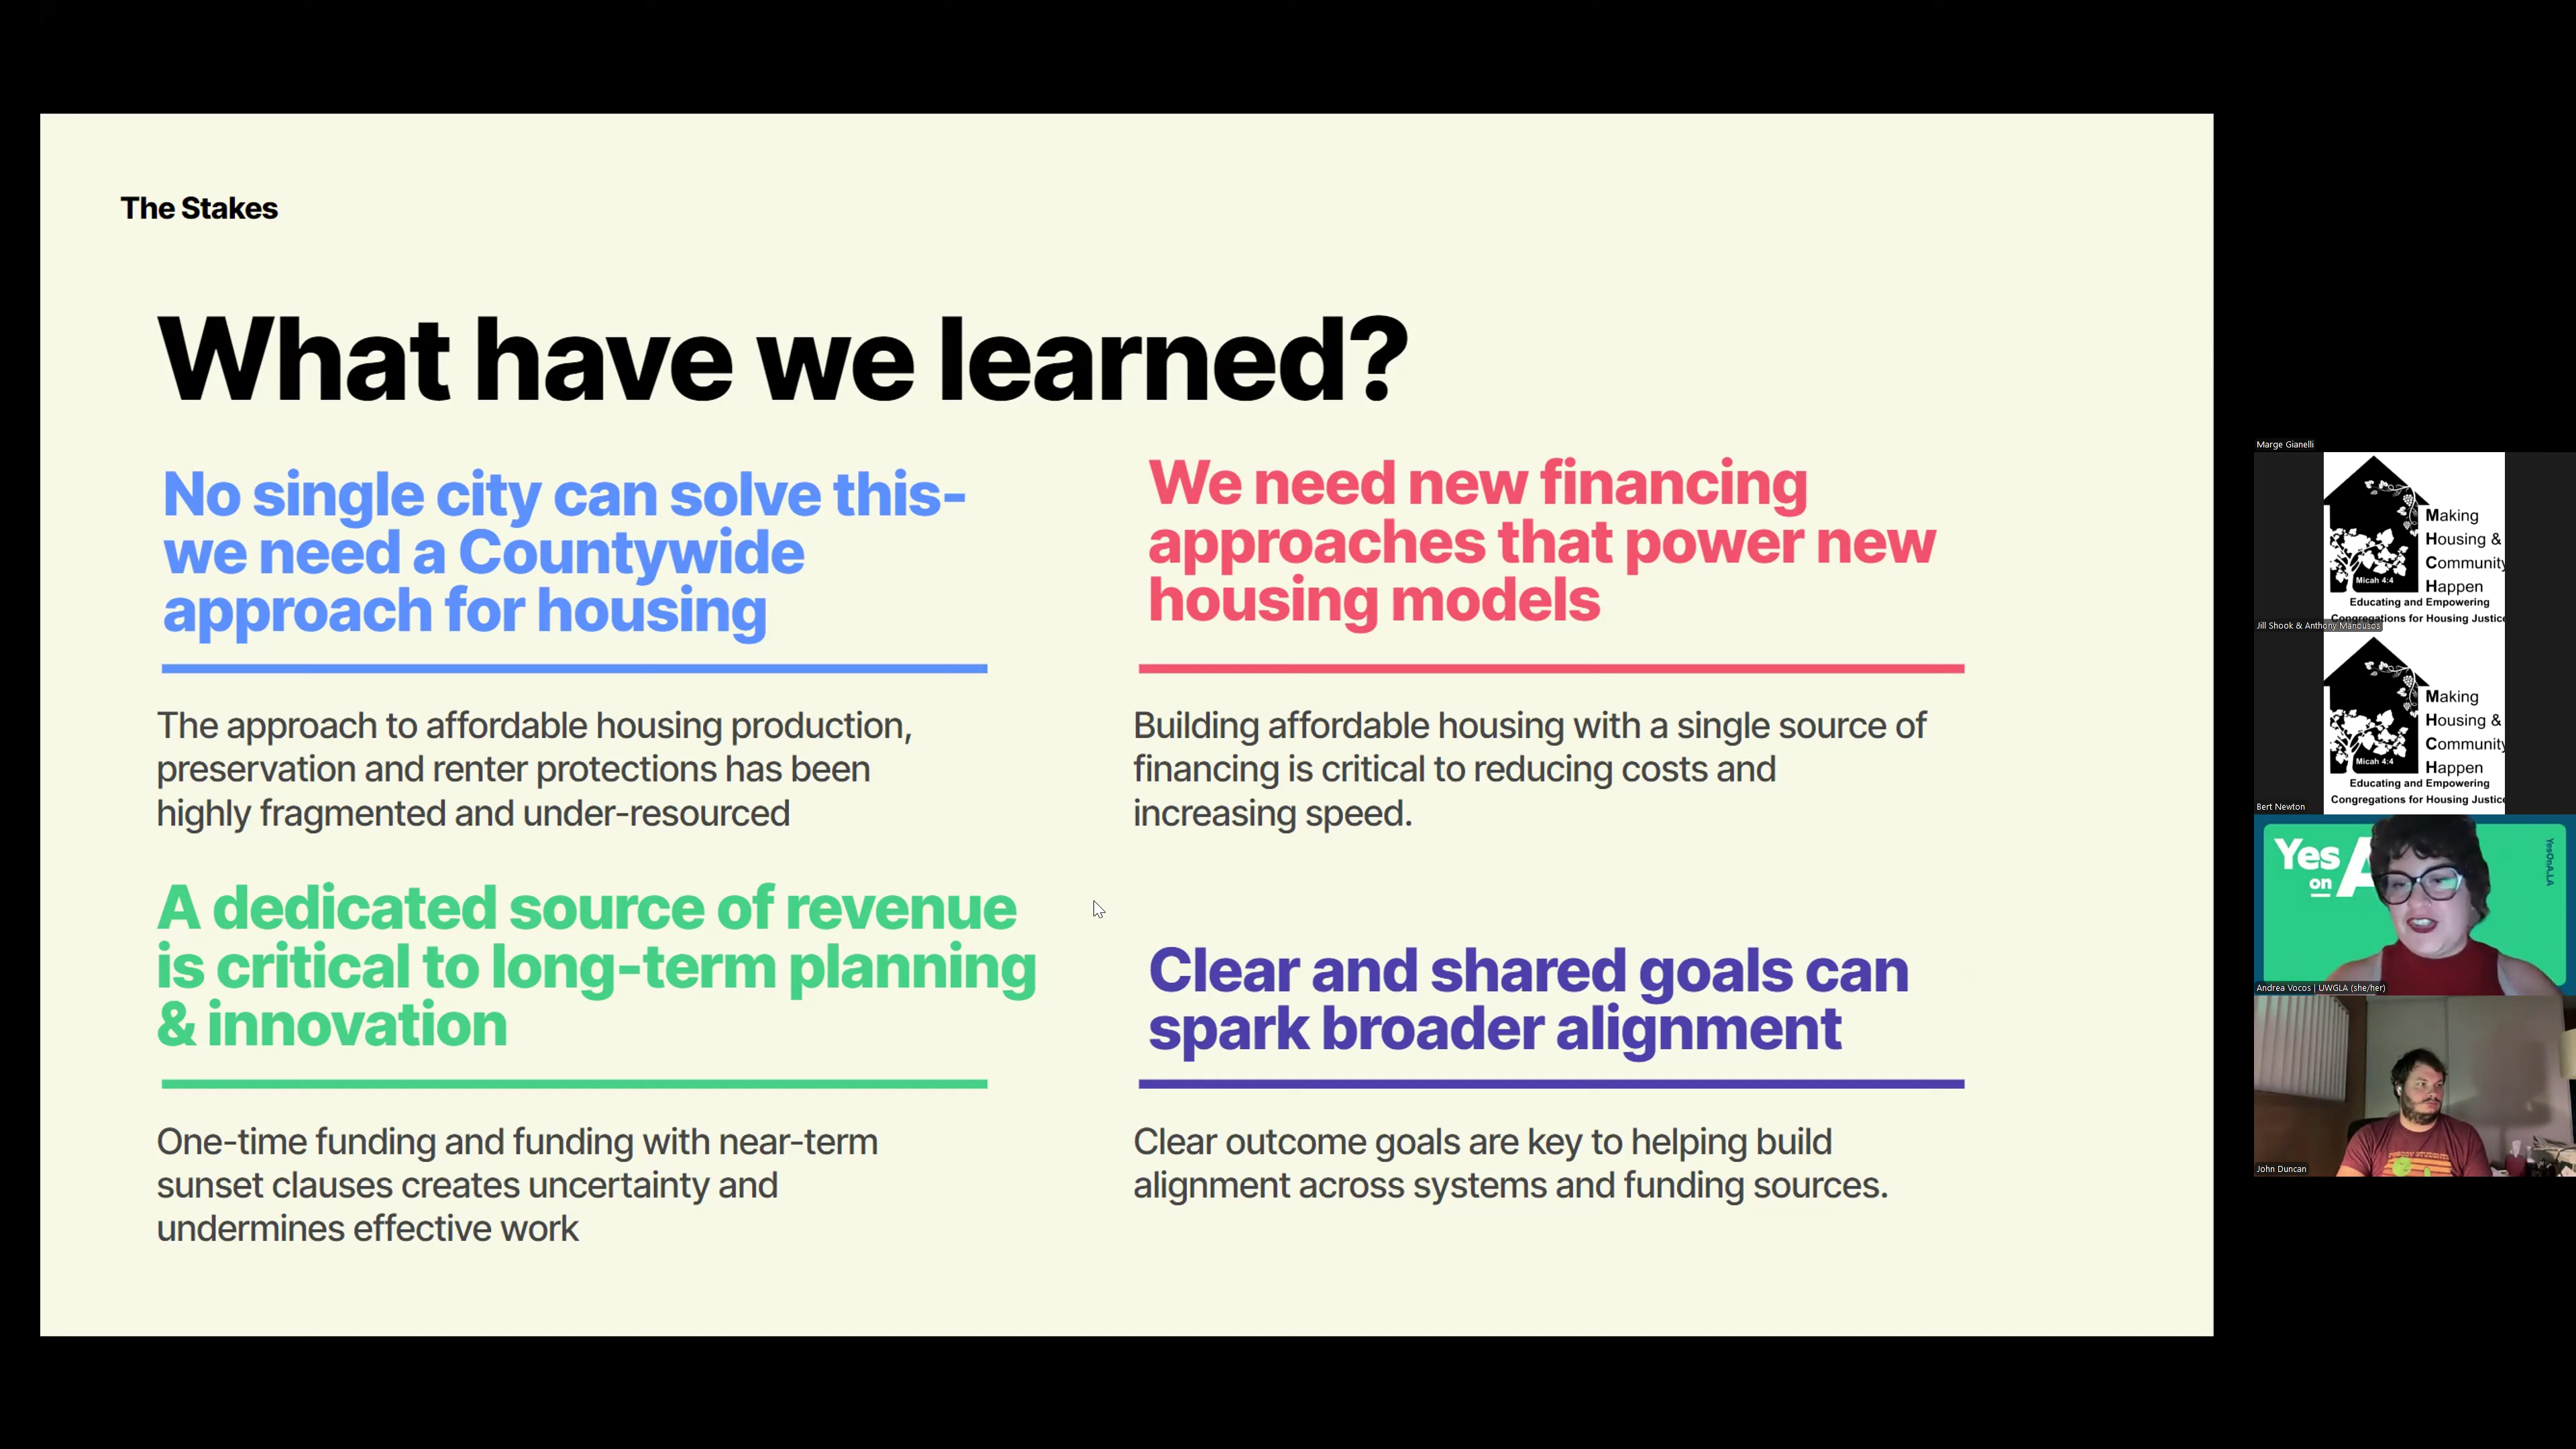 The Stakes
What have we learned?
No single city can solve this-
we need a Countywide
approach for housing
The approach to affordable housing production,
preservation and renter protections has been
highly fragmented and under-resourced
We need new financing
approaches that power new
housing models
Building affordable housing with a single source of
financing is critical to reducing costs and
increasing speed.
A dedicated source of revenue
is critical to long-term planning
& innovation
One-time funding and funding with near-term
sunset clauses creates uncertainty and
undermines effective work
Clear and shared goals can
spark broader alignment
Clear outcome goals are key to helping build
alignment across systems and funding sources.
Marge Gianelli
Making
Housing &
Community
Happen
Micah 4:4
Educating and Empowering
Congregations for Housing Justic
Jill Shook & Anthony Manousos
Making
Housing &
Community
Happen
Micah 4:4
Educating and Empowering
Congregations for Housing Justic
Bert Newton
Yes
on
A
YesOnALA
Andrea Vocos | UWGLA (she/her)
John Duncan